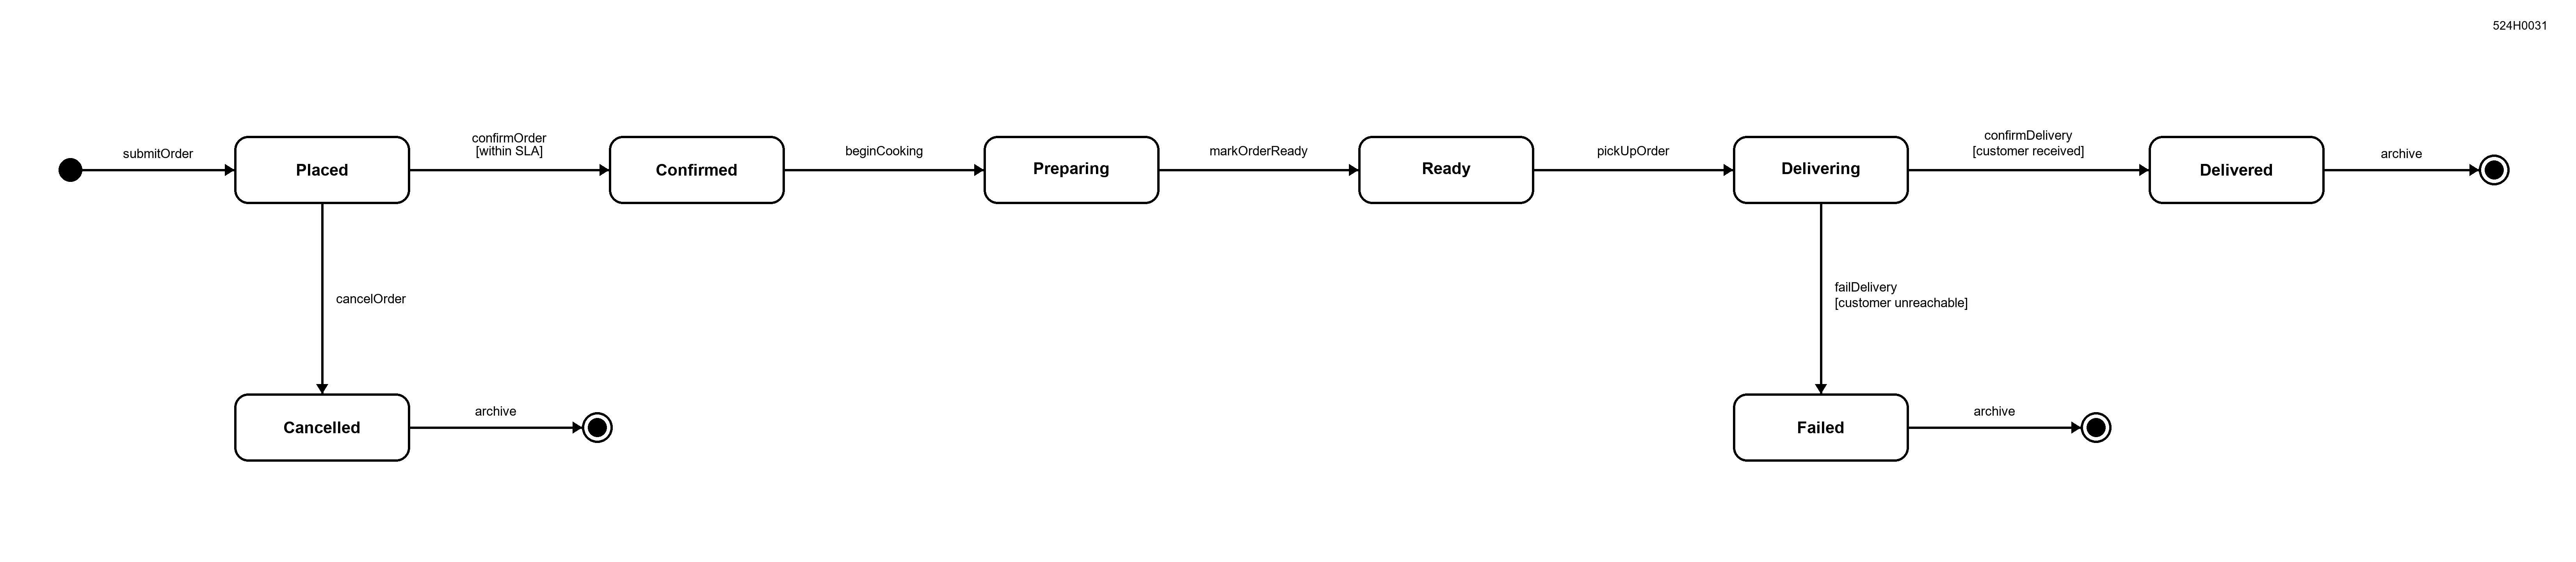 524H0031
submitOrder
Placed
confirmOrder
[within SLA]
Confirmed
beginCooking
Preparing
markOrderReady
Ready
pickUpOrder
Delivering
confirmDelivery
[customer received]
Delivered
archive
cancelOrder
failDelivery
[customer unreachable]
Cancelled
archive
Failed
archive